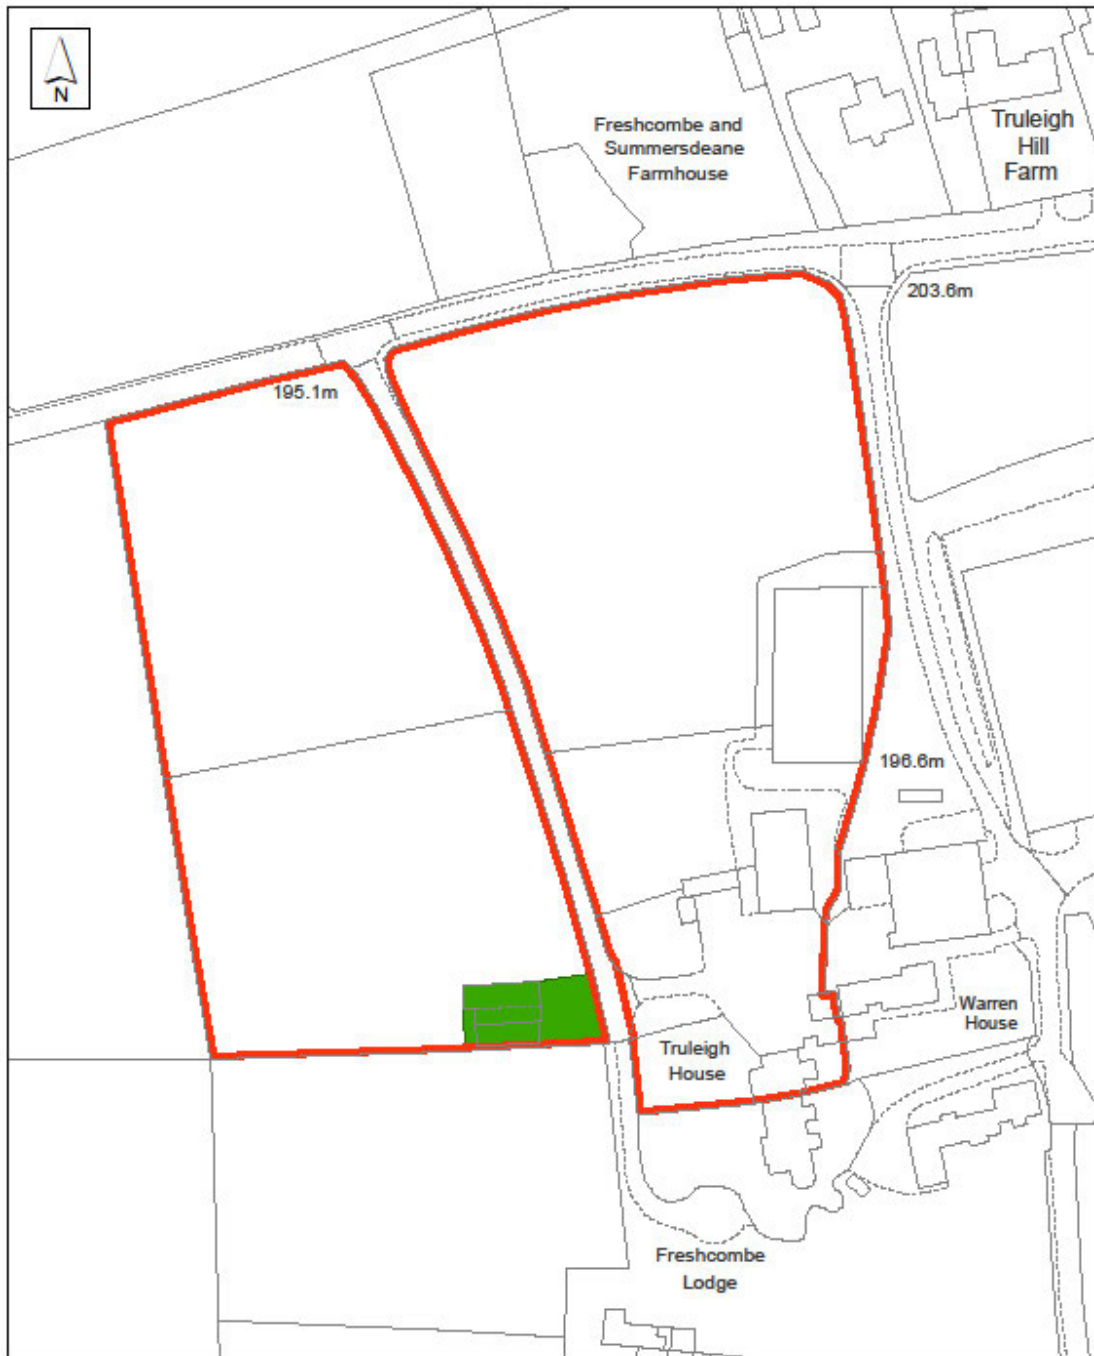 N
Freshcombe and
Summersdeane
Farmhouse
Truleigh
Hill
Farm
203.6m
195.1m
196.6m
Warren
House
Truleigh
House
Freshcombe
Lodge